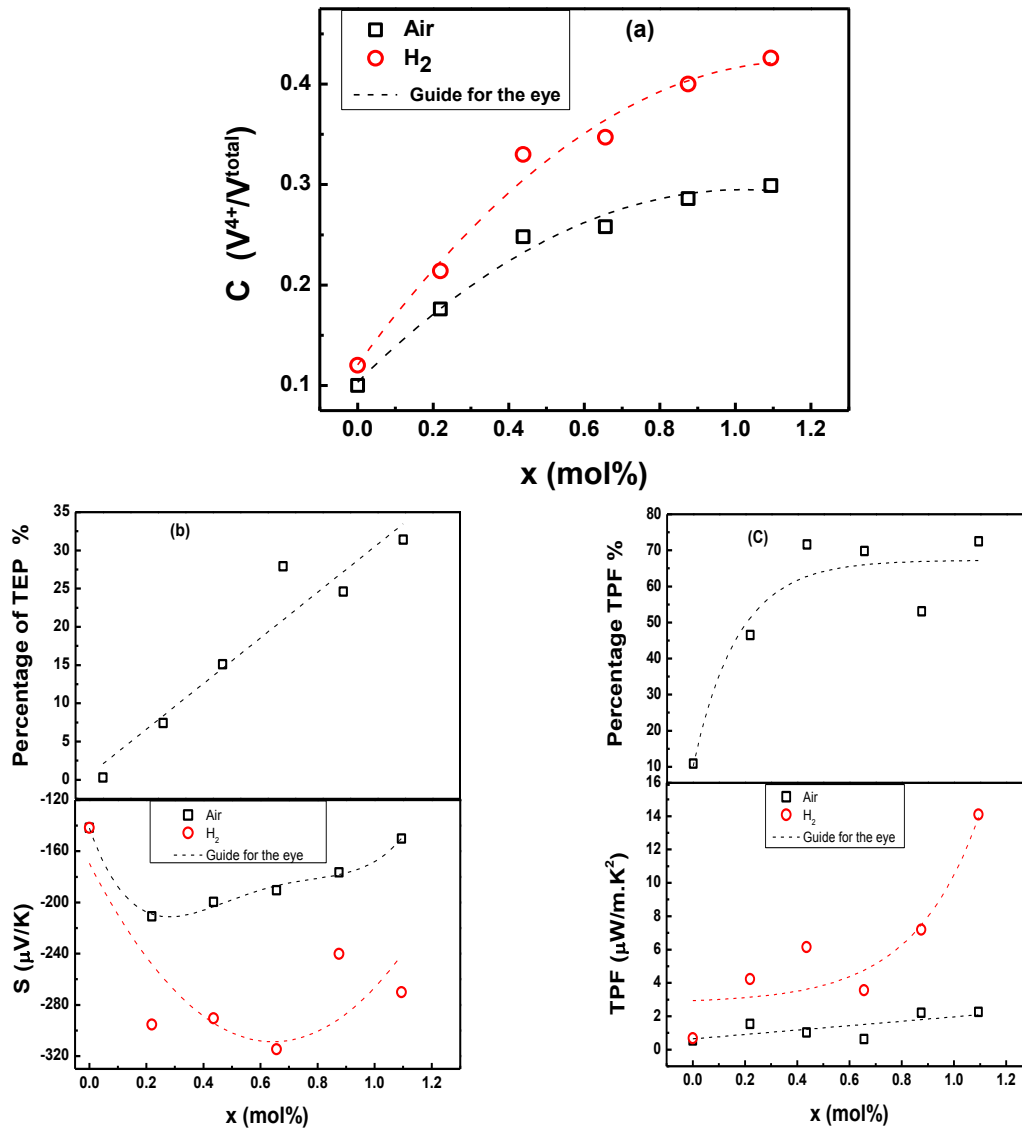 Air
H2
Guide for the eye
(a)
0.4
0.3
0.2
0.1
C (V4+/Vtotal)
0.0 0.2 0.4 0.6 0.8 1.0 1.2
x (mol%)
(b)
35
30
25
20
15
10
5
0
Percentage of TEP %
-120
-160
-200
-240
-280
-320
S (μV/K)
Air
H2
Guide for the eye
0.0 0.2 0.4 0.6 0.8 1.0 1.2
x (mol%)
(C)
80
70
60
50
40
30
20
10
Percentage TPF %
16
14
12
10
8
6
4
2
0
TPF (μW/m.K2)
Air
H2
Guide for the eye
0.0 0.2 0.4 0.6 0.8 1.0 1.2
x (mol%)